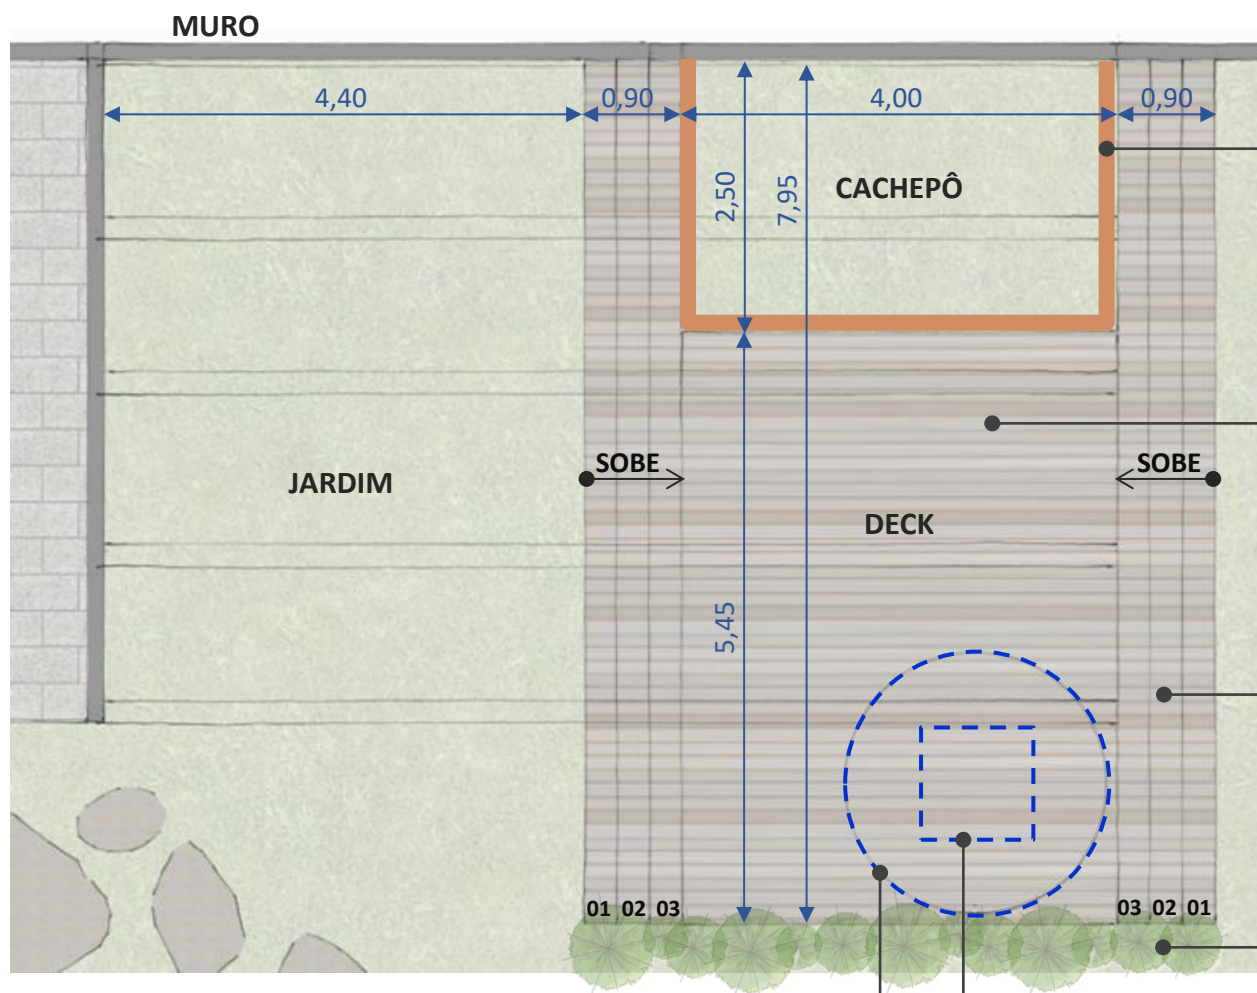 MURO
4,40
0,90
4,00
0,90
2,50
7,95
CACHEPÔ
SOBE
SOBE
JARDIM
DECK
5,45
01 02 03
03 02 01